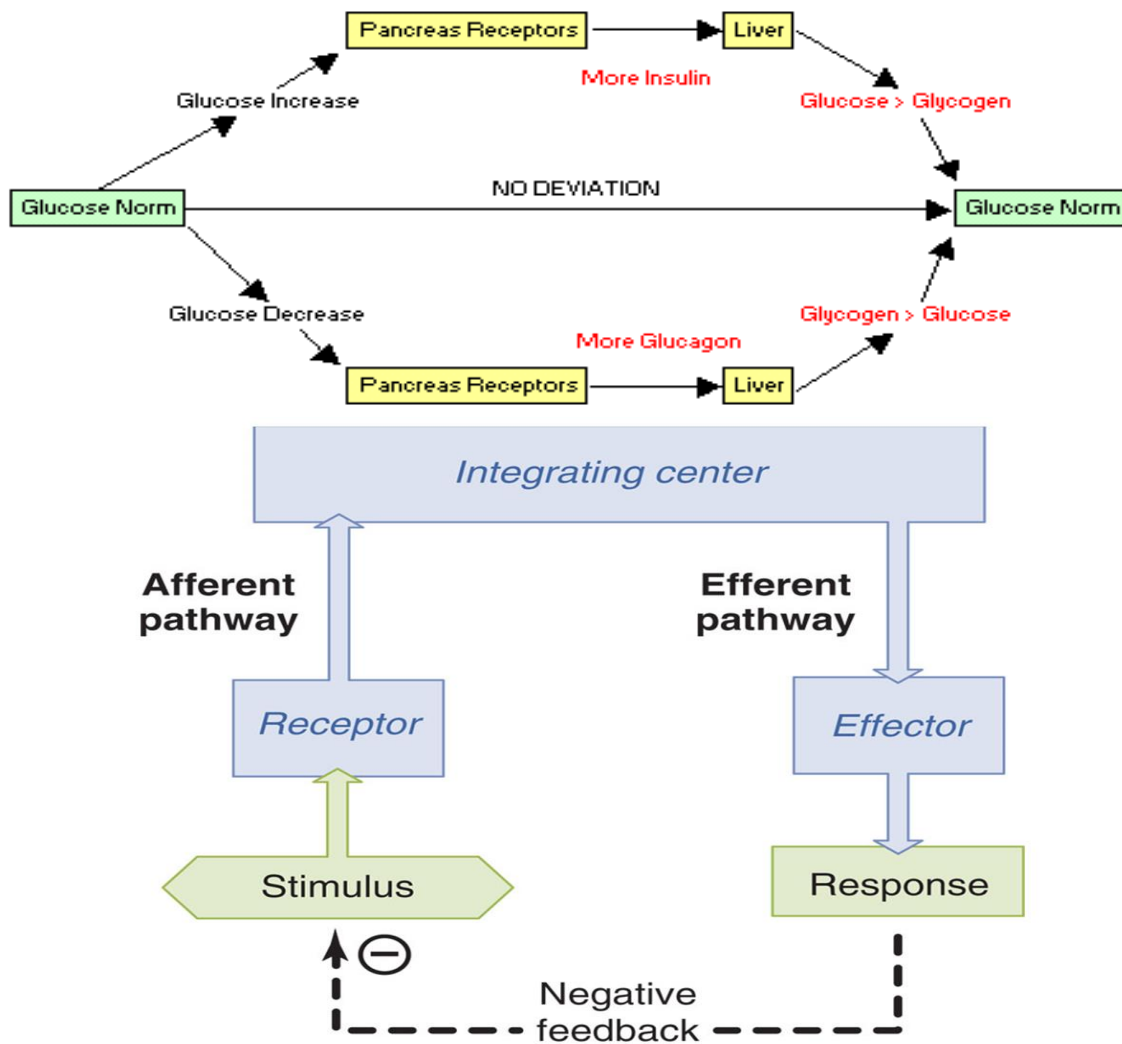 Pancreas Receptors
Liver
More Insulin
Glucose Increase
Glucose > Glycogen
NO DEVIATION
Glucose Norm
Glucose Norm
Glucose Decrease
Glycogen > Glucose
More Glucagon
Pancreas Receptors
Liver
Integrating center
Afferent
pathway
Efferent
pathway
Receptor
Effector
Stimulus
Response
Negative
feedback